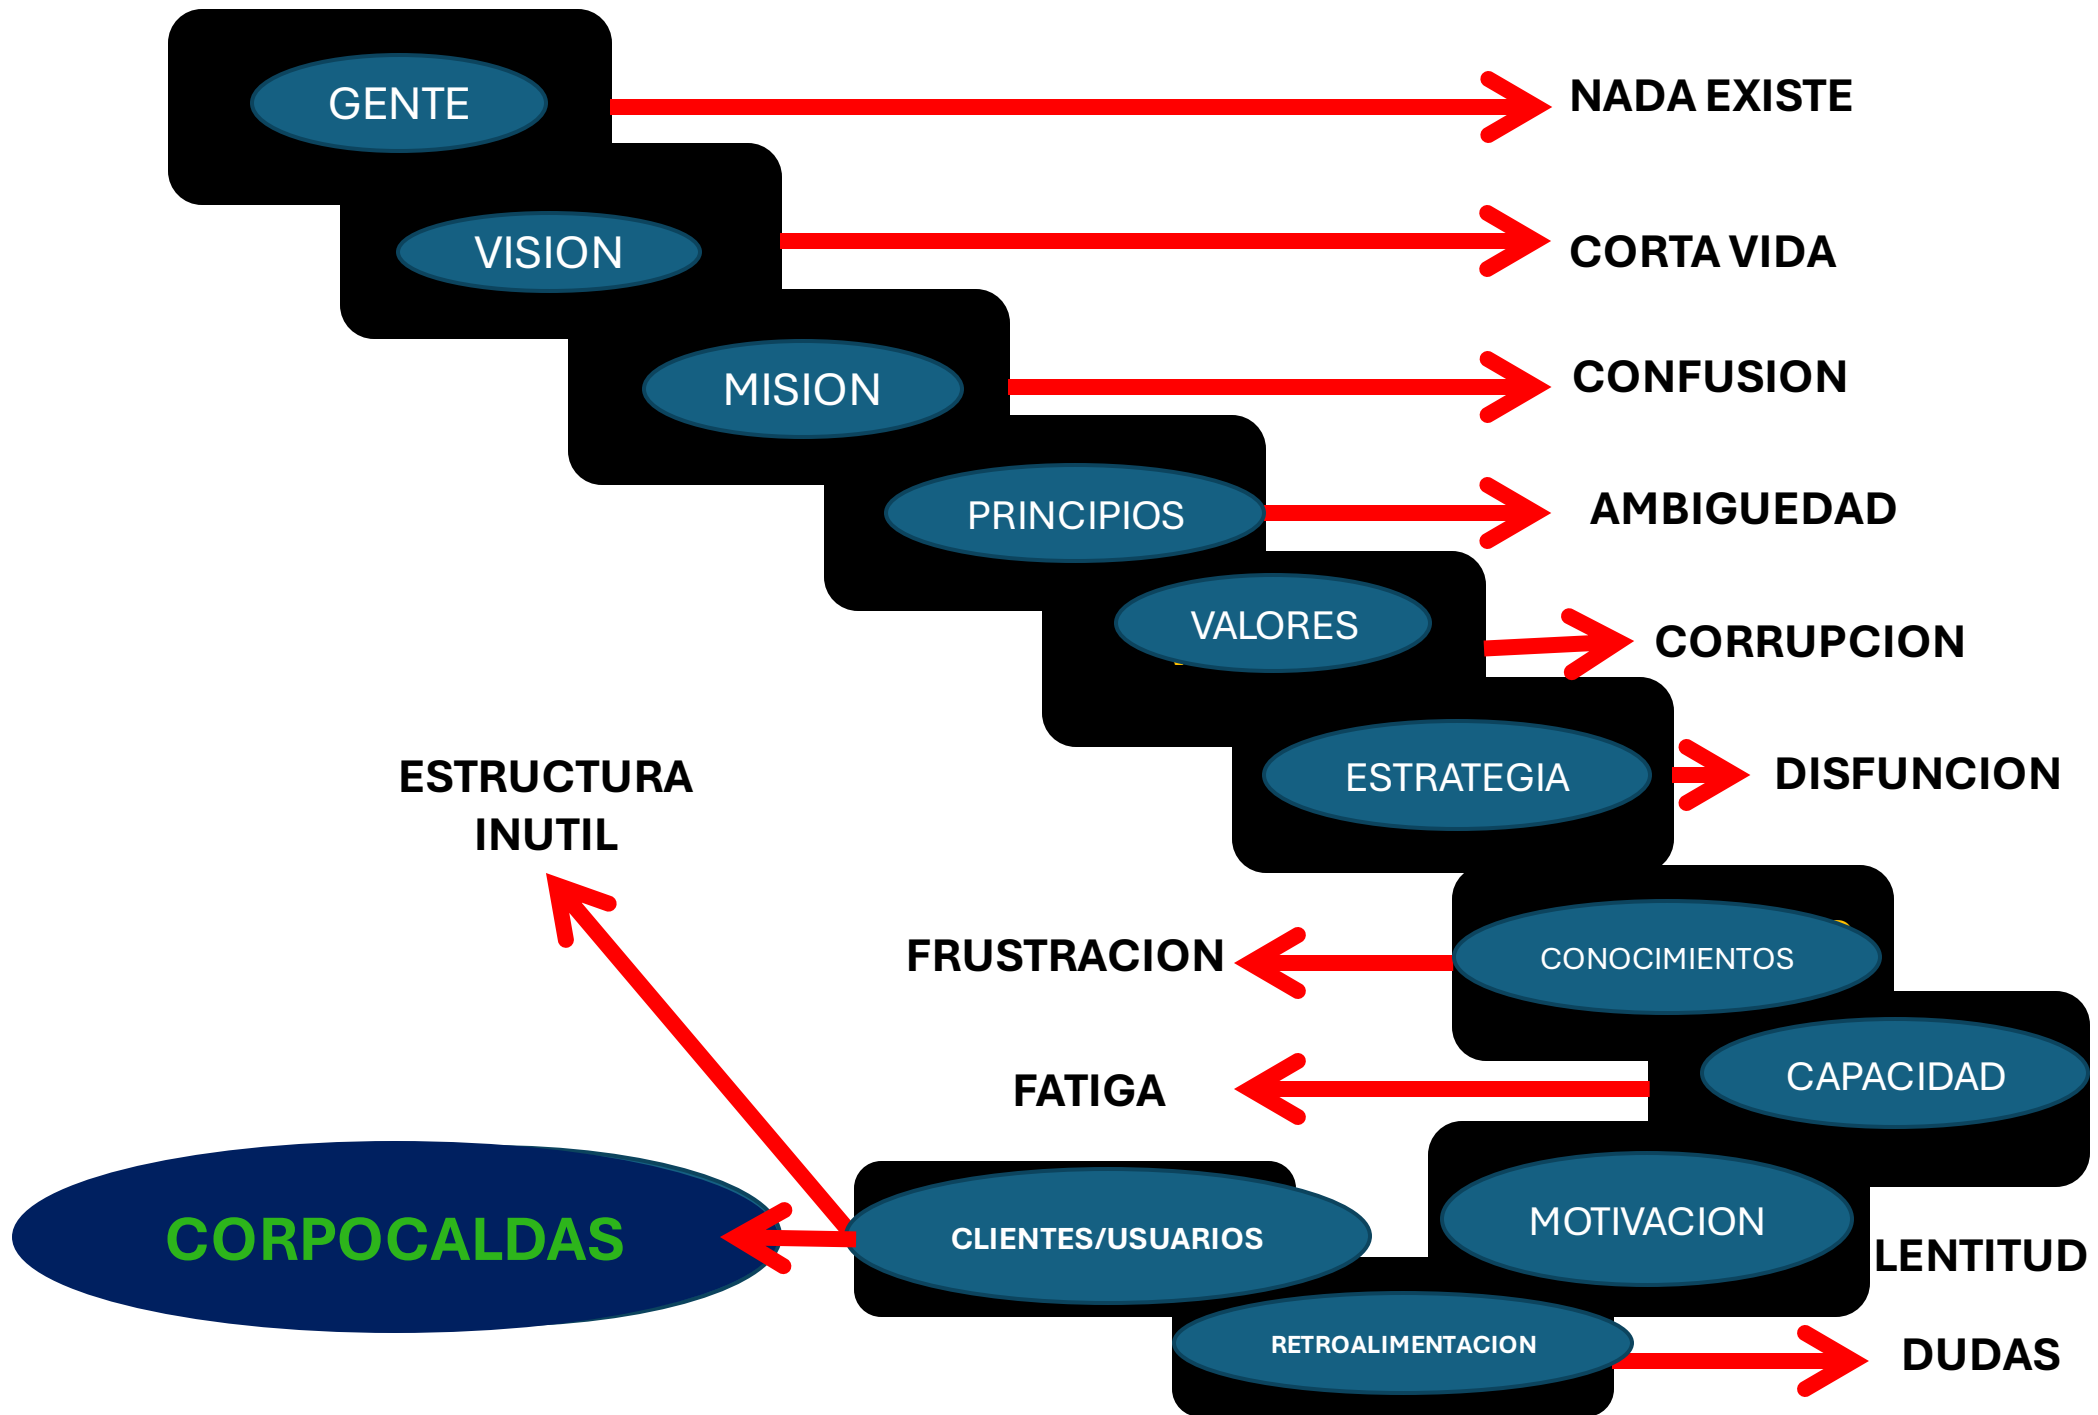 GENTE
NADA EXISTE
VISION
CORTA VIDA
MISION
CONFUSION
PRINCIPIOS
AMBIGUEDAD
VALORES
CORRUPCION
ESTRATEGIA
DISFUNCION
ESTRUCTURA
INUTIL
FRUSTRACION
CONOCIMIENTOS
FATIGA
CAPACIDAD
CORPOCALDAS
CLIENTES/USUARIOS
MOTIVACION
LENTITUD
RETROALIMENTACION
DUDAS